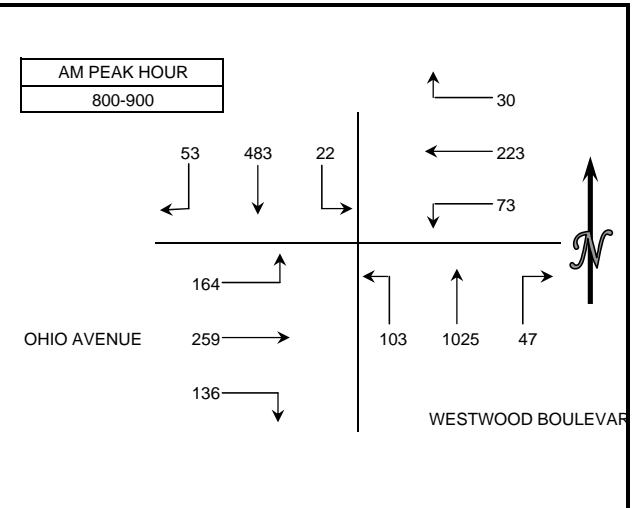 AM PEAK HOUR
800-900
30
53 483 22
223
73
N
164
OHIO AVENUE 259
103 1025 47
136
WESTWOOD BOULEVAR